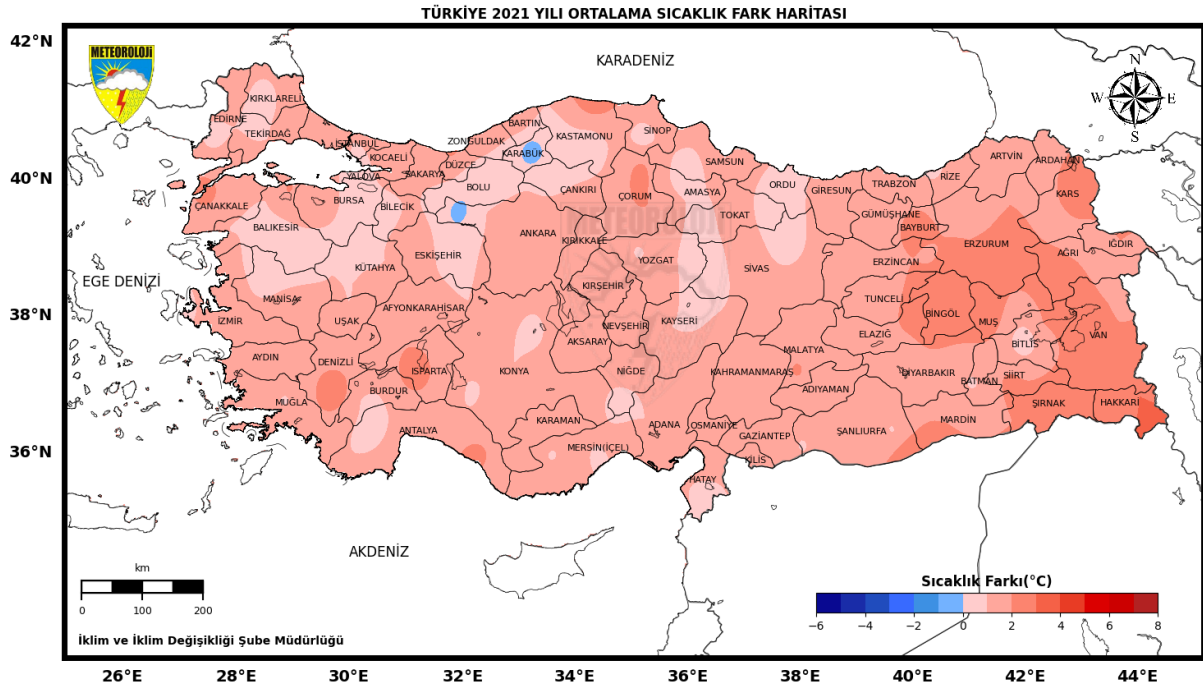 TÜRKİYE 2021 YILI ORTALAMA SICAKLIK FARK HARİTASI
42°N
40°N
38°N
36°N
METEOROLOJİ
KARADENİZ
N
W
E
S
KIRKLARELİ
EDİRNE
TEKİRDAĞ
İSTANBUL
KOCAELİ
YALOVA
SAKARYA
DÜZCE
ZONGULDAK
BARTIN
KARABÜK
KASTAMONU
SİNOP
SAMSUN
ORDU
GİRESUN
TRABZON
RİZE
ARTVİN
ARDAHAN
KARS
ÇANAKKALE
BURSA
BİLECİK
BOLU
ÇANKIRI
ÇORUM
AMASYA
TOKAT
GÜMÜŞHANE
BAYBURT
ERZURUM
IĞDIR
AĞRI
BALIKESİR
KÜTAHYA
ESKİŞEHİR
ANKARA
KIRIKKALE
METEOROLOJİ
YOZGAT
SİVAS
ERZİNCAN
EGE DENİZİ
MANİSA
UŞAK
AFYONKARAHİSAR
KIRŞEHİR
TUNCELİ
BİNGÖL
MUŞ
VAN
İZMİR
NEVŞEHİR
KAYSERİ
ELAZIĞ
BİTLİS
AYDIN
DENİZLİ
ISPARTA
KONYA
AKSARAY
NİĞDE
MALATYA
KAHRAMANMARAŞ
DİYARBAKIR
BATMAN
SİİRT
MUĞLA
BURDUR
ADIYAMAN
ŞIRNAK
HAKKARİ
ANTALYA
KARAMAN
MERSİN(İÇEL)
ADANA
OSMANİYE
GAZİANTEP
ŞANLIURFA
MARDİN
KİLİS
HATAY
AKDENİZ
km
0 100 200
Sıcaklık Farkı(°C)
−6 −4 −2 0 2 4 6 8
İklim ve İklim Değişikliği Şube Müdürlüğü
26°E 28°E 30°E 32°E 34°E 36°E 38°E 40°E 42°E 44°E